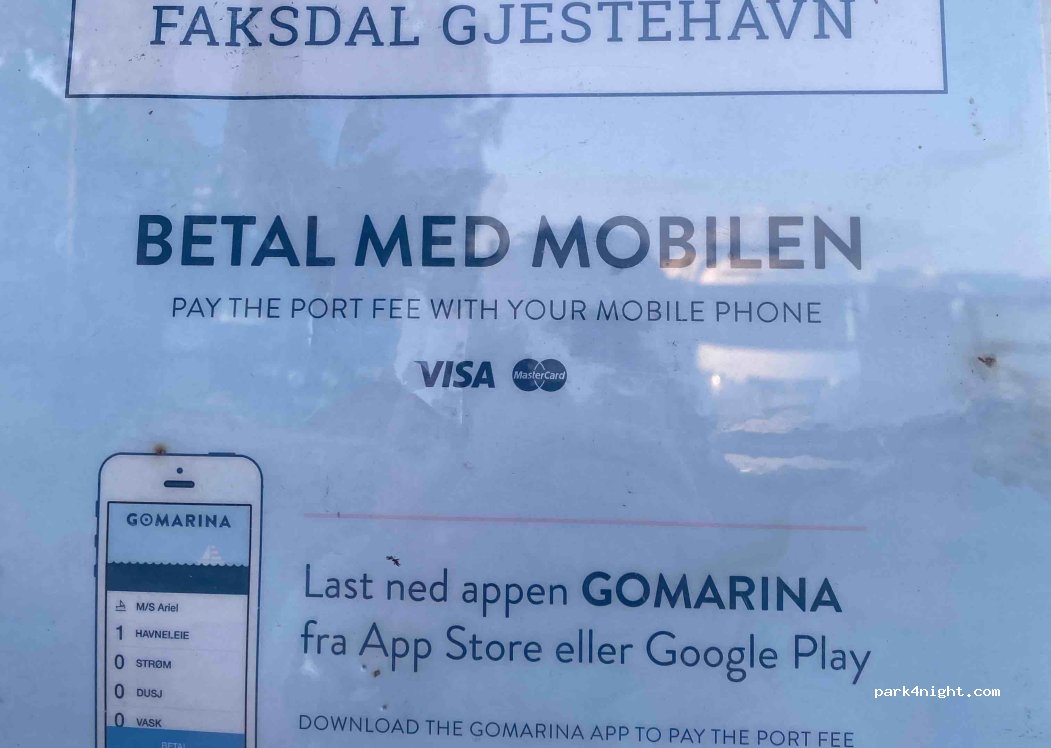 FAKSDAL GJESTEHAVN
BETAL MED MOBILEN
PAY THE PORT FEE WITH YOUR MOBILE PHONE
VISA MasterCard
GOMARINA
M/S Ariel
1 HAVNELEIE
0 STRØM
0 DUSJ
0 VASK
BETAL
Last ned appen GOMARINA
fra App Store eller Google Play
DOWNLOAD THE GOMARINA APP TO PAY THE PORT FEE
park4night.com